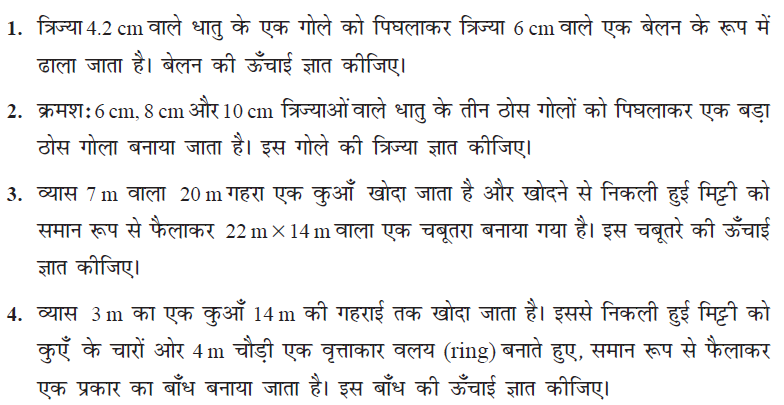 1. त्रिज्या 4.2 cm वाले धातु के एक गोले को पिघलाकर त्रिज्या 6 cm वाले एक बेलन के रूप में
ढाला जाता है। बेलन की ऊँचाई ज्ञात कीजिए।
2. क्रमश: 6 cm, 8 cm और 10 cm त्रिज्याओं वाले धातु के तीन ठोस गोलों को पिघलाकर एक बड़ा
ठोस गोला बनाया जाता है। इस गोले की त्रिज्या ज्ञात कीजिए।
3. व्यास 7 m वाला 20 m गहरा एक कुआँ खोदा जाता है और खोदने से निकली हुई मिट्टी को
समान रूप से फैलाकर 22 m × 14 m वाला एक चबूतरा बनाया गया है। इस चबूतरे की ऊँचाई
ज्ञात कीजिए।
4. व्यास 3 m का एक कुआँ 14 m की गहराई तक खोदा जाता है। इससे निकली हुई मिट्टी को
कुएँ के चारों ओर 4 m चौड़ी एक वृत्ताकार वलय (ring) बनाते हुए, समान रूप से फैलाकर
एक प्रकार का बाँध बनाया जाता है। इस बाँध की ऊँचाई ज्ञात कीजिए।